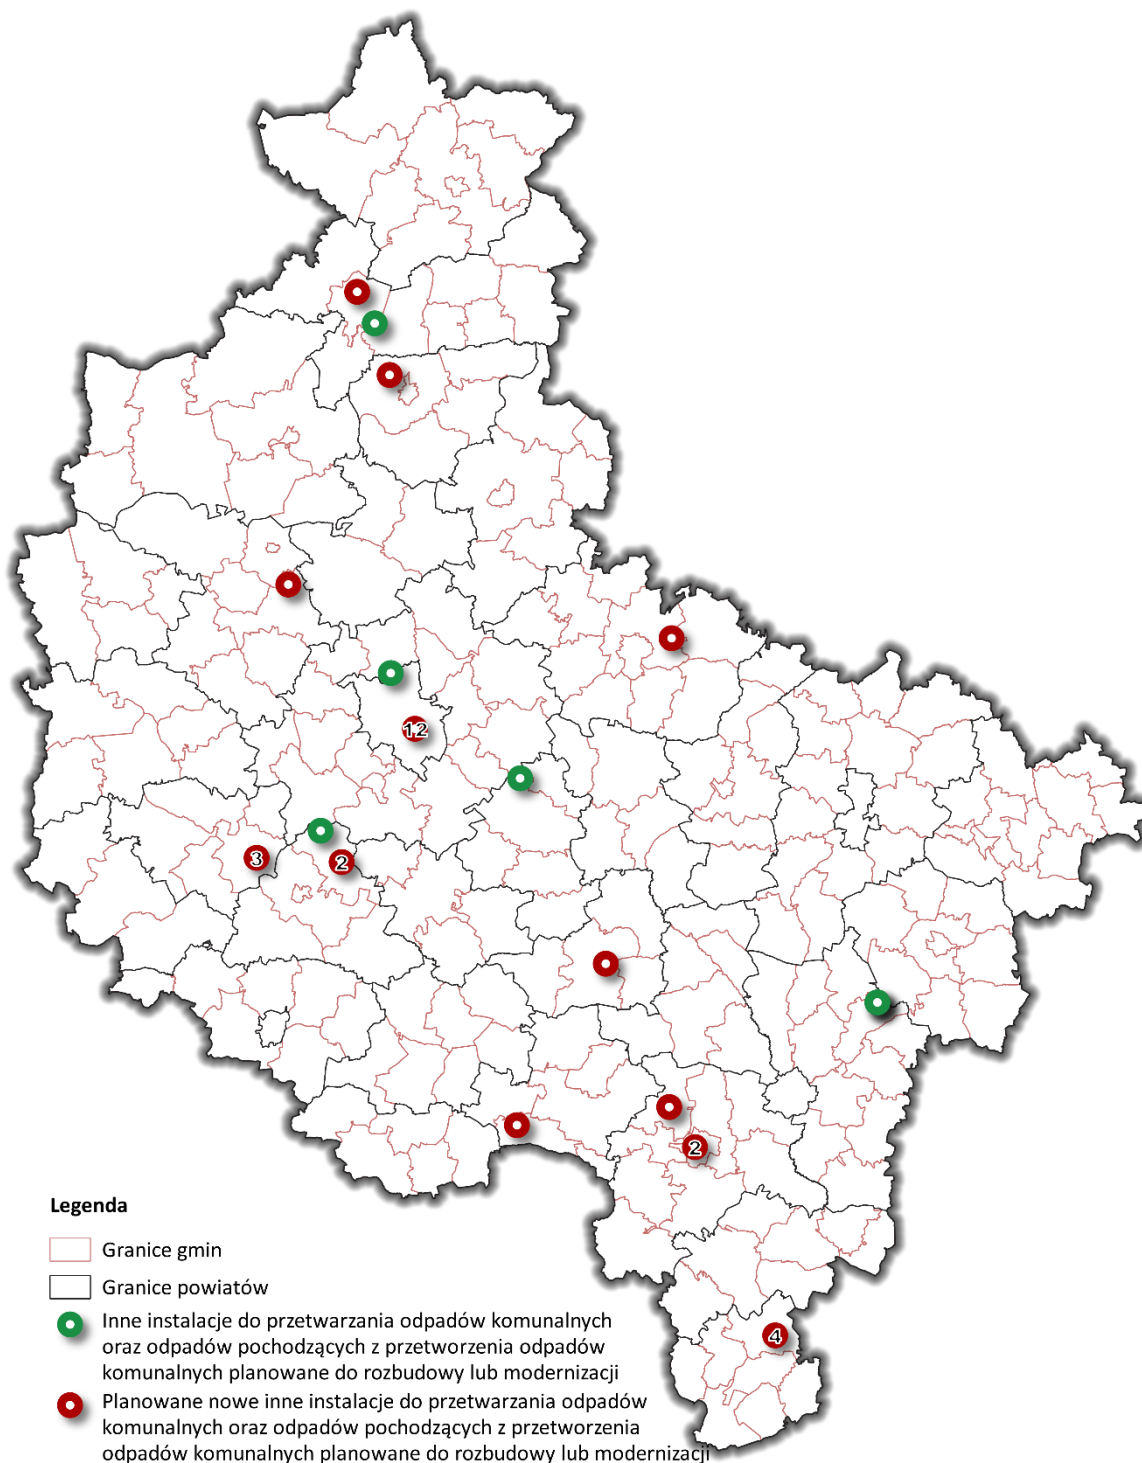 12
3
2
2
4
Legenda
Granice gmin
Granice powiatów
Inne instalacje do przetwarzania odpadów komunalnych
oraz odpadów pochodzących z przetworzenia odpadów
komunalnych planowane do rozbudowy lub modernizacji
Planowane nowe inne instalacje do przetwarzania odpadów
komunalnych oraz odpadów pochodzących z przetworzenia
odpadów komunalnych planowane do rozbudowy lub modernizacji